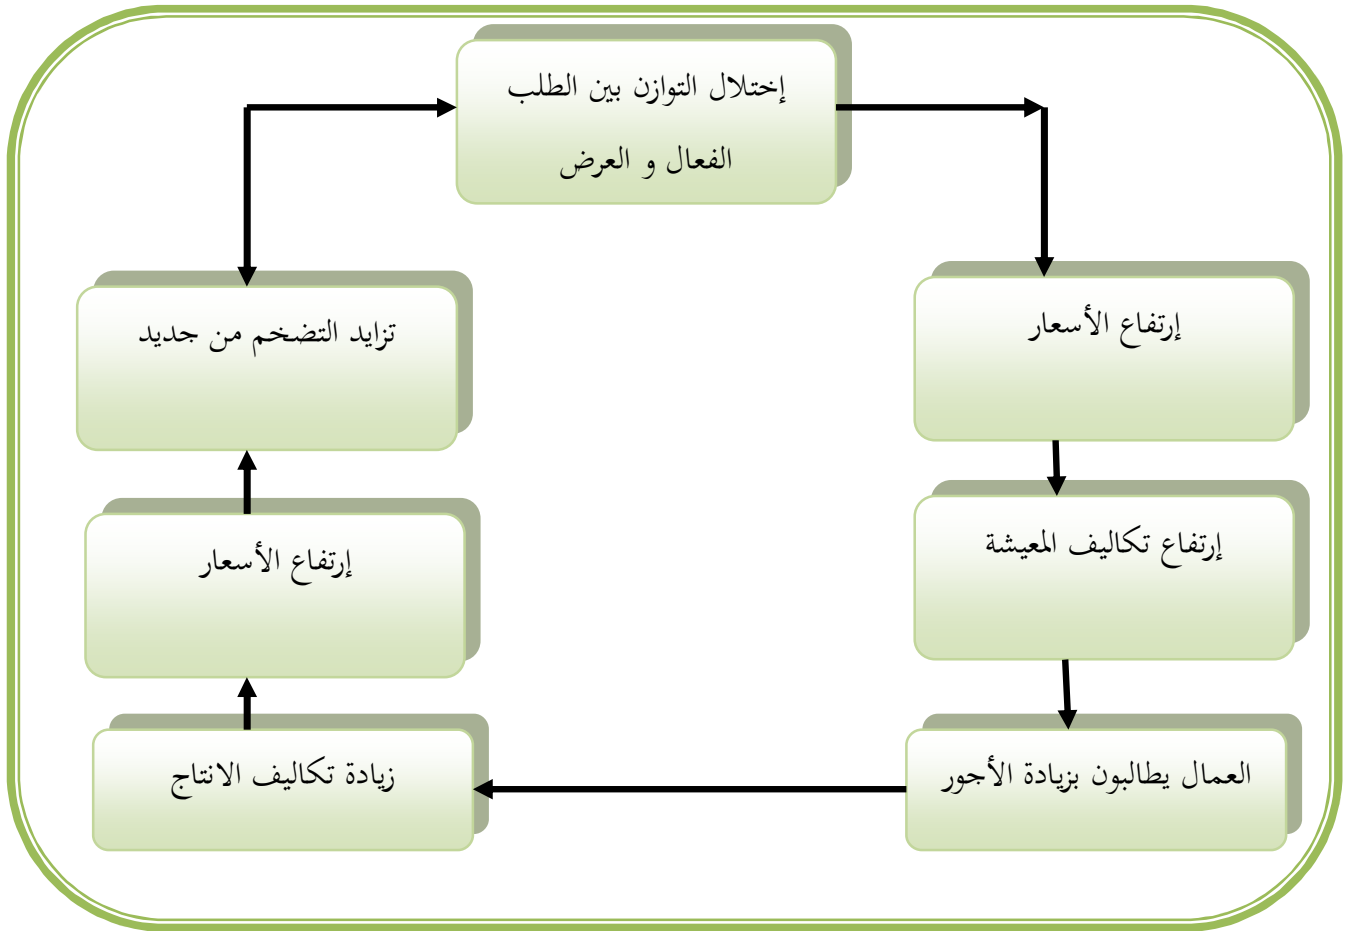 إختلال التوازن بين الطلب
الفعال و العرض
إرتفاع الأسعار
إرتفاع تكاليف المعيشة
العمال يطالبون بزيادة الأجور
زيادة تكاليف الانتاج
إرتفاع الأسعار
تزايد التضخم من جديد